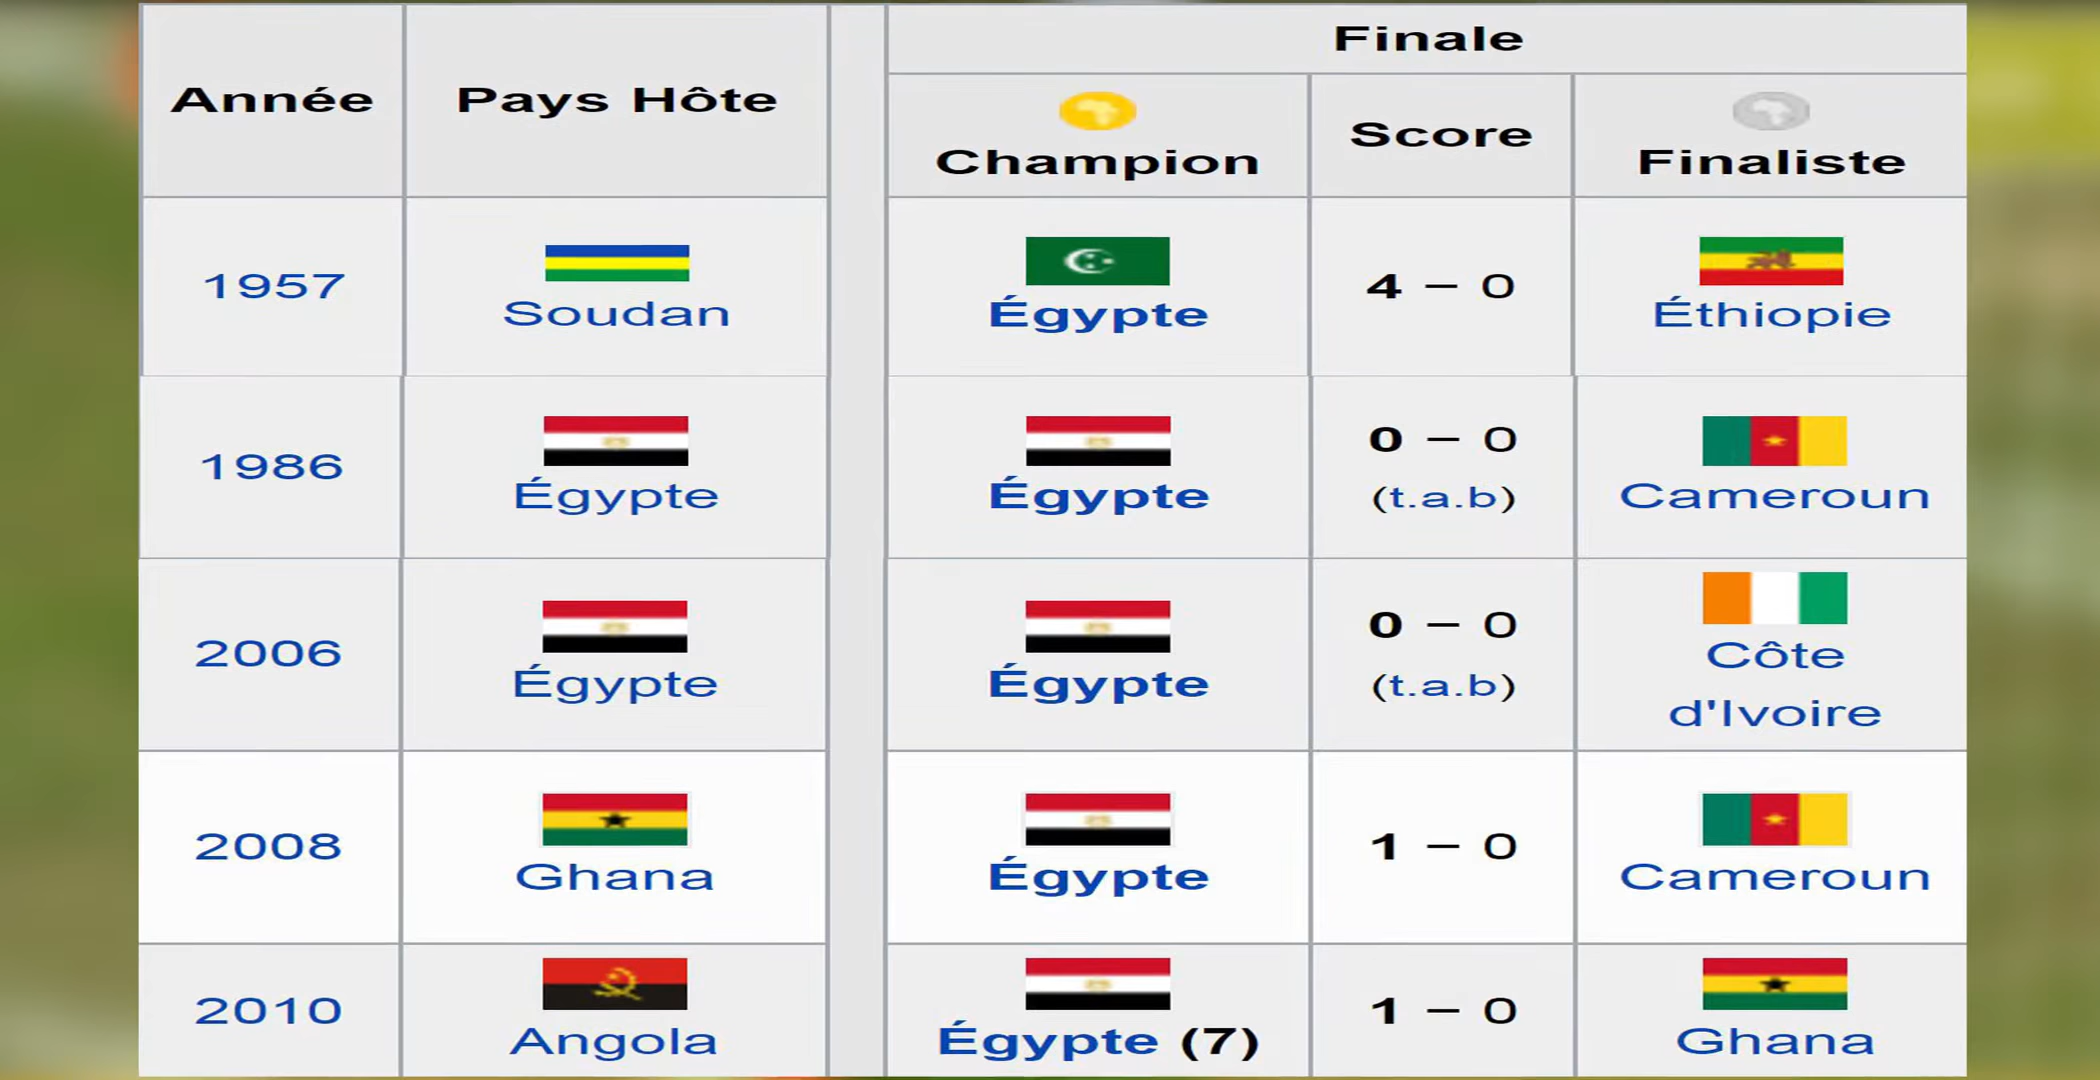 Année Pays Hôte Finale
Champion Score Finaliste
1957 Soudan Égypte 4 – 0 Éthiopie
1986 Égypte Égypte 0 – 0 (t.a.b) Cameroun
2006 Égypte Égypte 0 – 0 (t.a.b) Côte d'Ivoire
2008 Ghana Égypte 1 – 0 Cameroun
2010 Angola Égypte (7) 1 – 0 Ghana